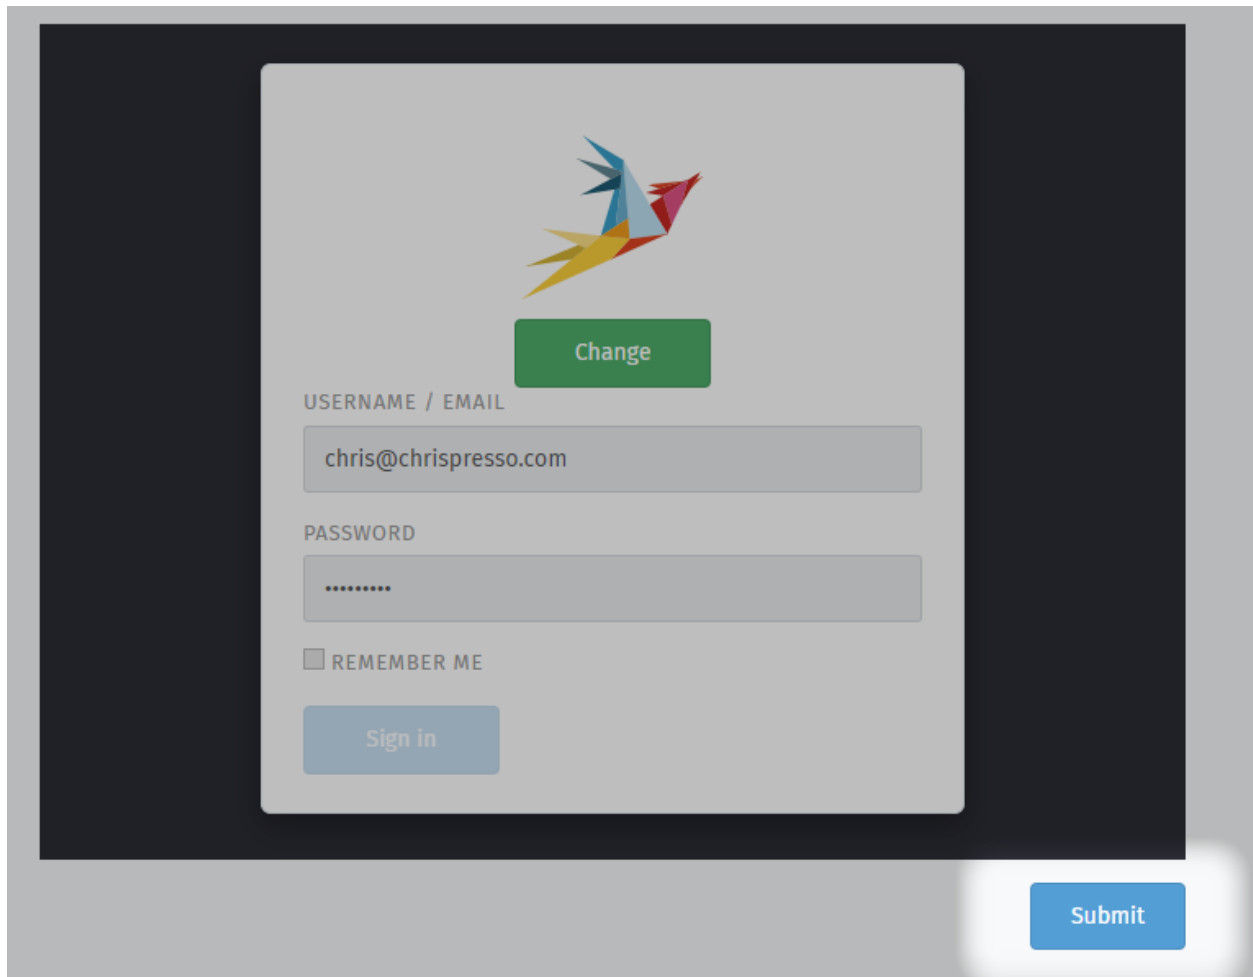 Change
USERNAME / EMAIL
chris@chrispresso.com
PASSWORD
•••••••••
REMEMBER ME
Sign in
Submit